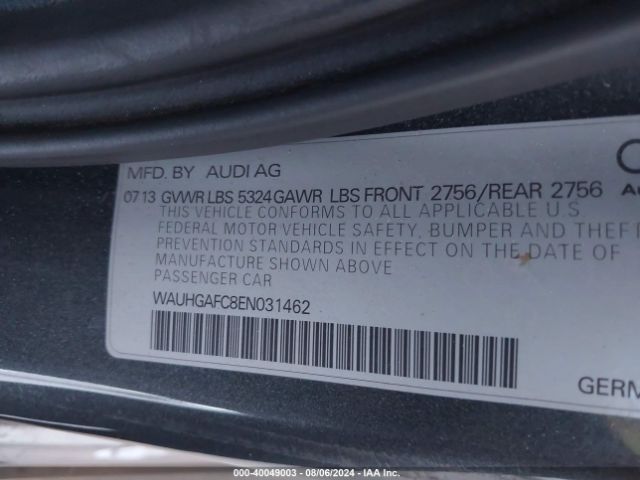 MFD. BY AUDI AG
07 13 GVWR LBS 5324 GAWR LBS FRONT 2756/REAR 2756
THIS VEHICLE CONFORMS TO ALL APPLICABLE U.S
FEDERAL MOTOR VEHICLE SAFETY, BUMPER AND THEFT
PREVENTION STANDARDS IN EFFECT ON THE DATE OF
MANUFACTURE SHOWN ABOVE
PASSENGER CAR
WAUHGAFC8EN031462
000-40049003 - 08/06/2024 - IAA Inc.